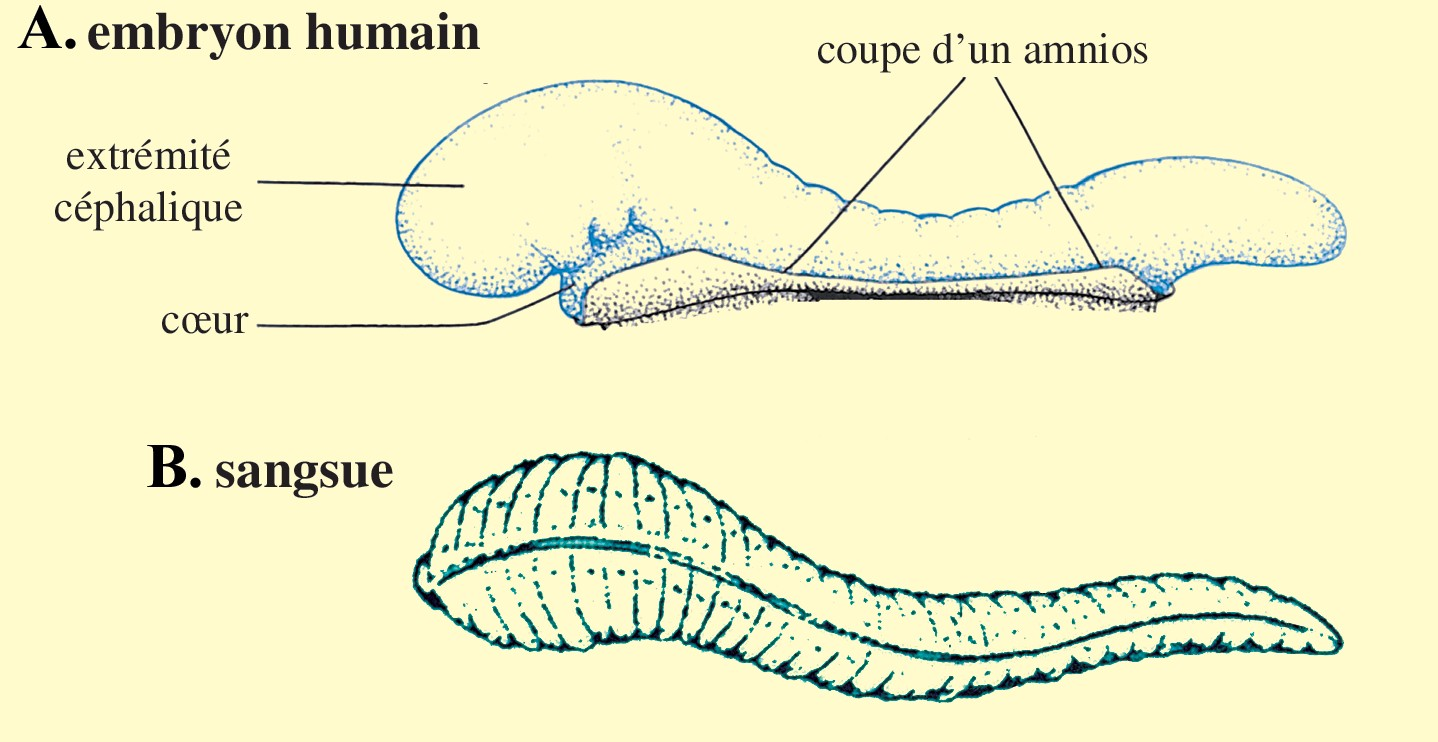 A. embryon humain
coupe d’un amnios
extrémité
céphalique
cœur
B. sangsue